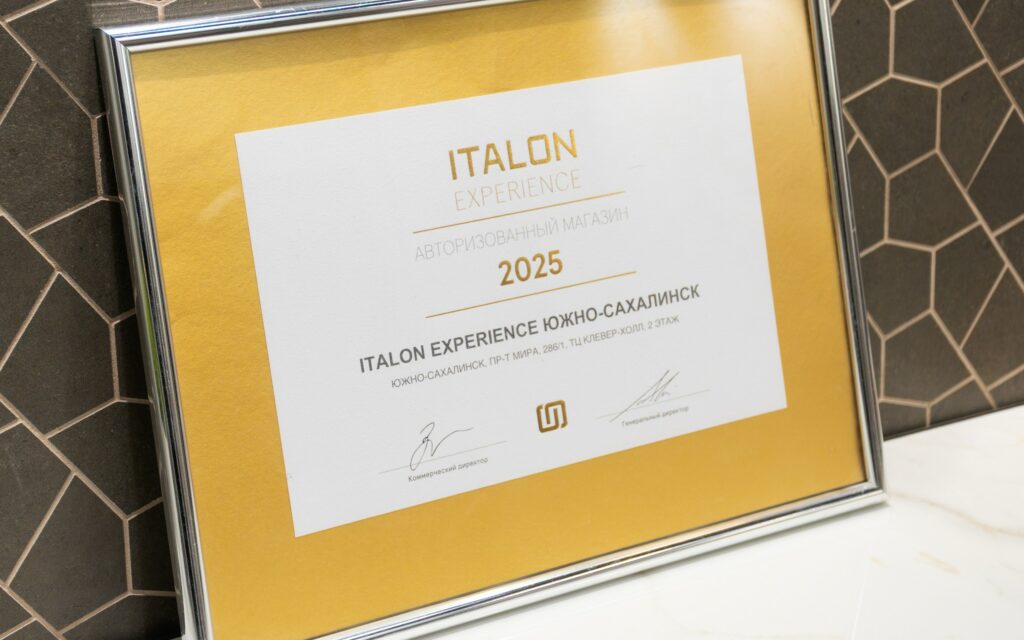 ITALON
EXPERIENCE
АВТОРИЗОВАННЫЙ МАГАЗИН
2025
ITALON EXPERIENCE ЮЖНО-САХАЛИНСК
ЮЖНО-САХАЛИНСК, ПР-Т МИРА, 286/1, ТЦ КЛЕВЕР-ХОЛЛ, 2 ЭТАЖ
Коммерческий директор
Генеральный директор